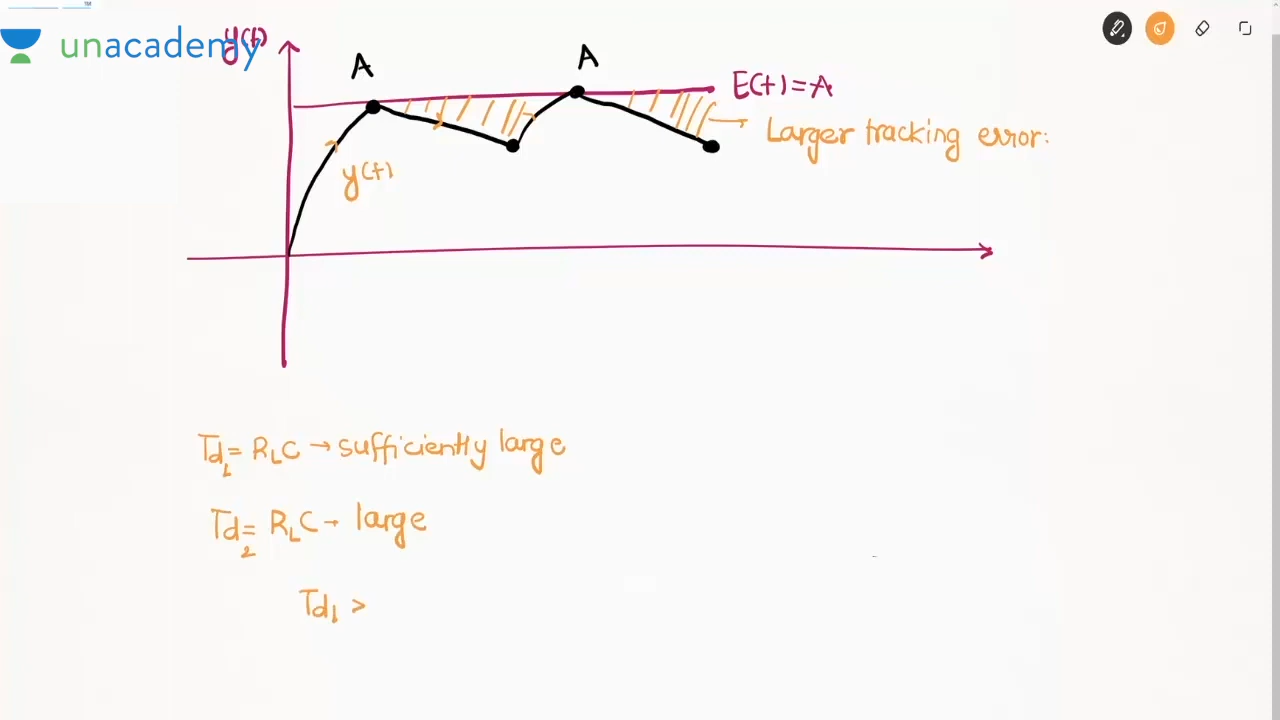 unacademy
y(t)
A
A
E(t)=A
Larger tracking error:
y(t)
Td1 = RLC → sufficiently large
Td2 = RLC → large
Td1 >